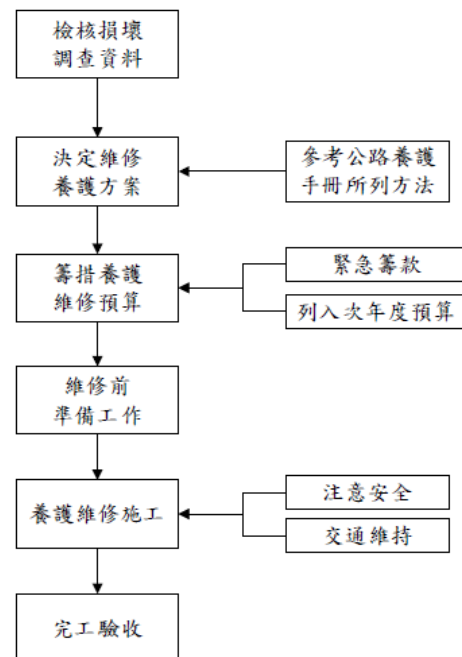 檢核損壞
調查資料
決定維修
養護方案
參考公路養護
手冊所列方法
籌措養護
維修預算
緊急籌款
列入次年度預算
維修前
準備工作
養護維修施工
注意安全
交通維持
完工驗收